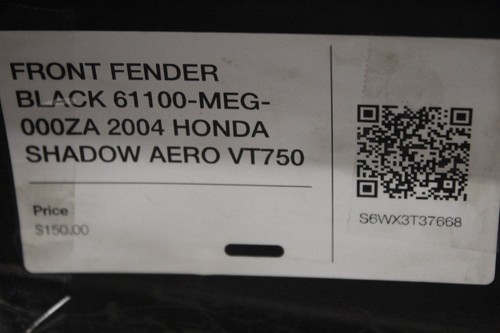 FRONT FENDER
BLACK 61100-MEG-
000ZA 2004 HONDA
SHADOW AERO VT750
Price
$150.00
S6WX3T37668